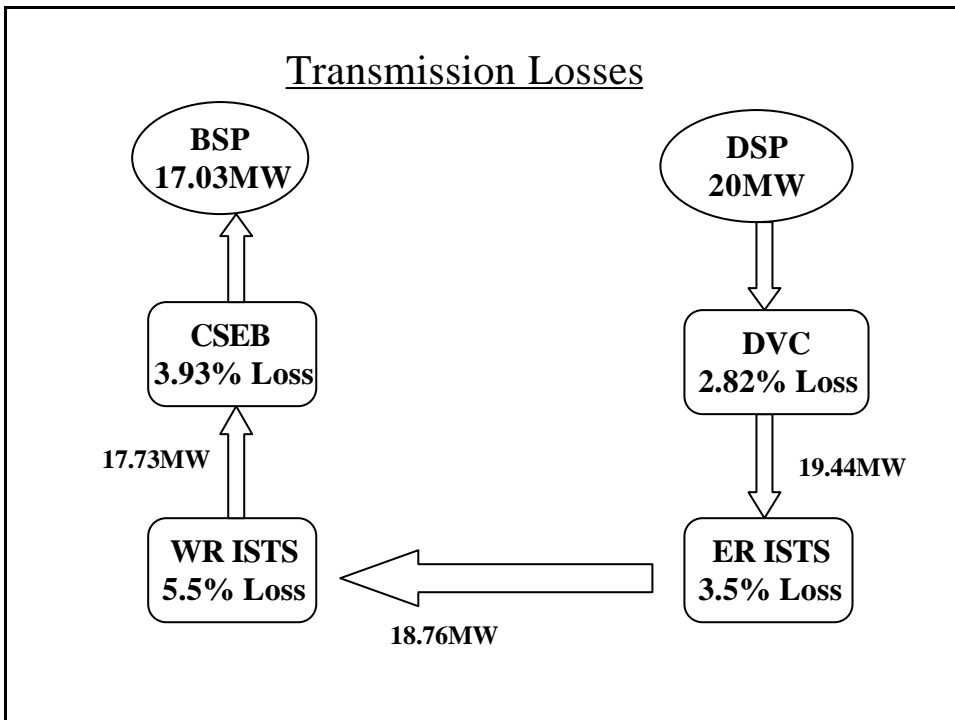 Transmission Losses
BSP
17.03MW
DSP
20MW
CSEB
3.93% Loss
DVC
2.82% Loss
17.73MW
19.44MW
WR ISTS
5.5% Loss
ER ISTS
3.5% Loss
18.76MW